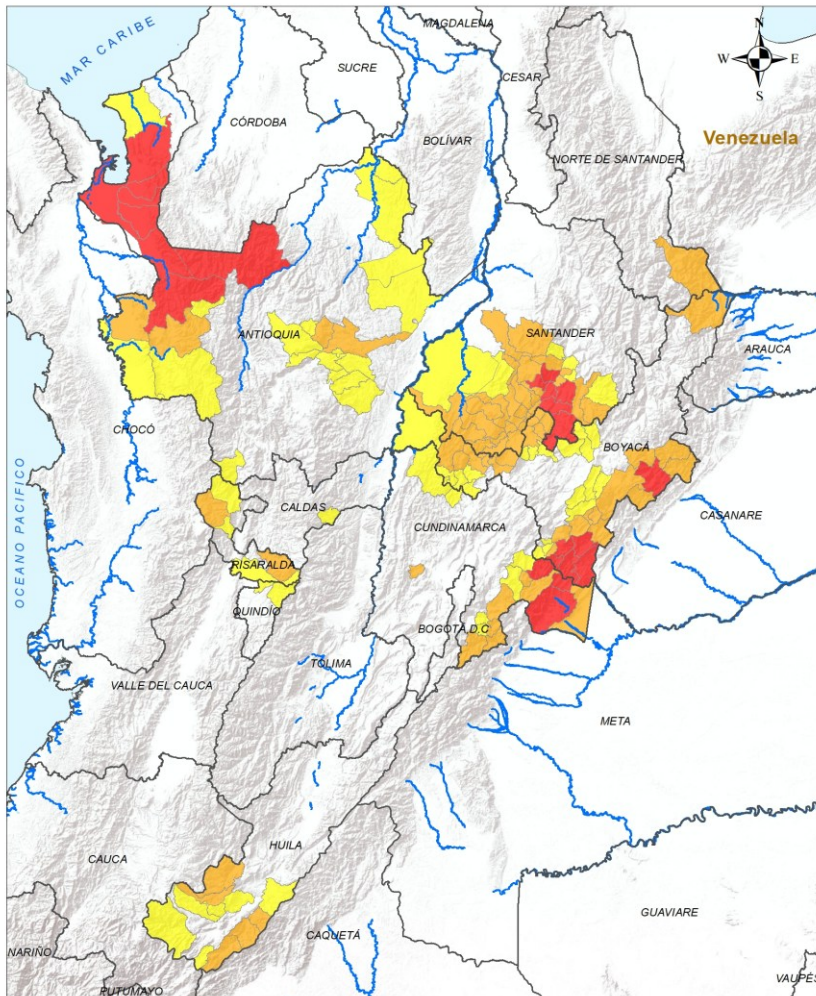 MAGDALENA
N
MAR CARIBE
SUCRE
CESAR
W
E
S
CÓRDOBA
BOLÍVAR
Venezuela
NORTE DE SANTANDER
ANTIOQUIA
SANTANDER
ARAUCA
CHOCÓ
BOYACÁ
OCEANO PACIFICO
CALDAS
CUNDINAMARCA
CASANARE
RISARALDA
QUINDÍO
BOGOTÁ D.C
TOLIMA
VALLE DEL CAUCA
META
HUILA
CAUCA
GUAVIARE
CAQUETÁ
NARIÑO
PUTUMAYO
VAUPÉS